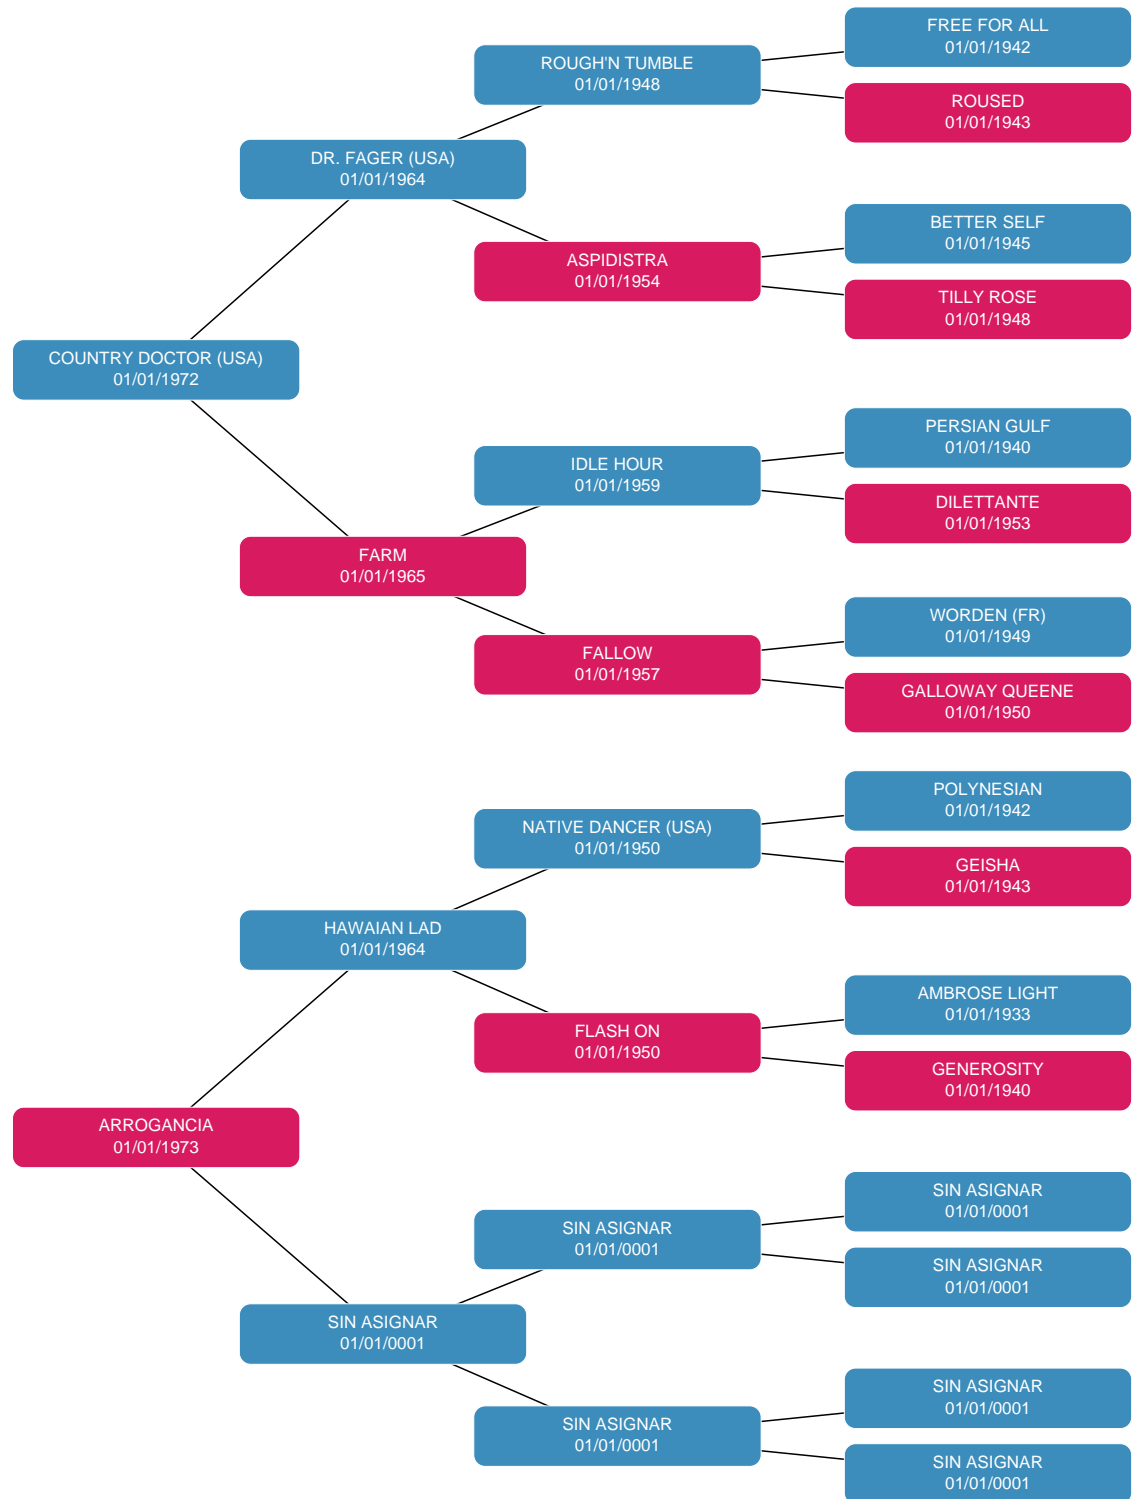 FREE FOR ALL
01/01/1942
ROUGH'N TUMBLE
01/01/1948
ROUSED
01/01/1943
DR. FAGER (USA)
01/01/1964
BETTER SELF
01/01/1945
ASPIDISTRA
01/01/1954
TILLY ROSE
01/01/1948
COUNTRY DOCTOR (USA)
01/01/1972
PERSIAN GULF
01/01/1940
IDLE HOUR
01/01/1959
DILETTANTE
01/01/1953
FARM
01/01/1965
WORDEN (FR)
01/01/1949
FALLOW
01/01/1957
GALLOWAY QUEENE
01/01/1950
POLYNESIAN
01/01/1942
NATIVE DANCER (USA)
01/01/1950
GEISHA
01/01/1943
HAWAIAN LAD
01/01/1964
AMBROSE LIGHT
01/01/1933
FLASH ON
01/01/1950
GENEROSITY
01/01/1940
ARROGANCIA
01/01/1973
SIN ASIGNAR
01/01/0001
SIN ASIGNAR
01/01/0001
SIN ASIGNAR
01/01/0001
SIN ASIGNAR
01/01/0001
SIN ASIGNAR
01/01/0001
SIN ASIGNAR
01/01/0001
SIN ASIGNAR
01/01/0001